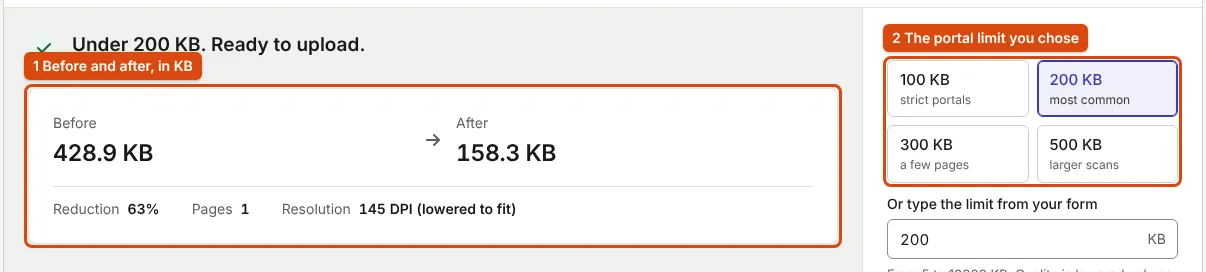 Under 200 KB. Ready to upload.
1 Before and after, in KB
Before
428.9 KB
→
After
158.3 KB
Reduction 63% Pages 1 Resolution 145 DPI (lowered to fit)
2 The portal limit you chose
100 KB
strict portals
200 KB
most common
300 KB
a few pages
500 KB
larger scans
Or type the limit from your form
200 KB